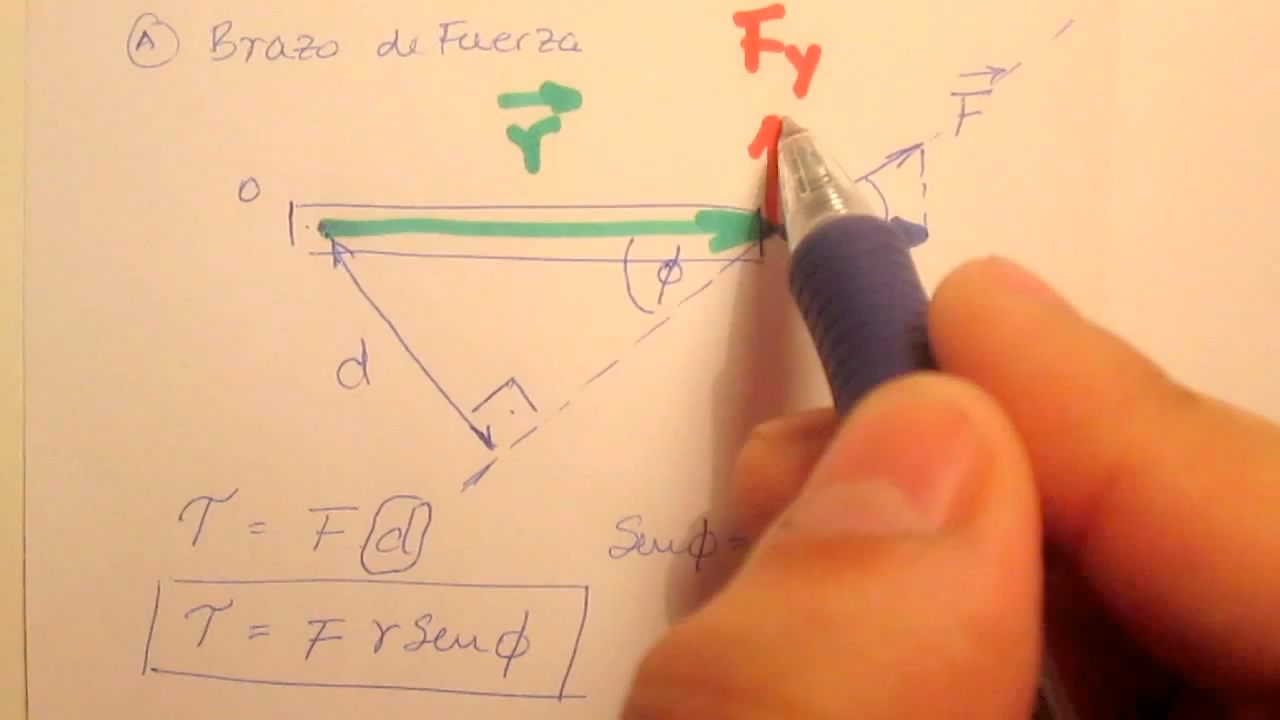 A Brazo de Fuerza
Fy
r
F
O
ϕ
d
τ = F d
Senϕ =
τ = F r Senϕ